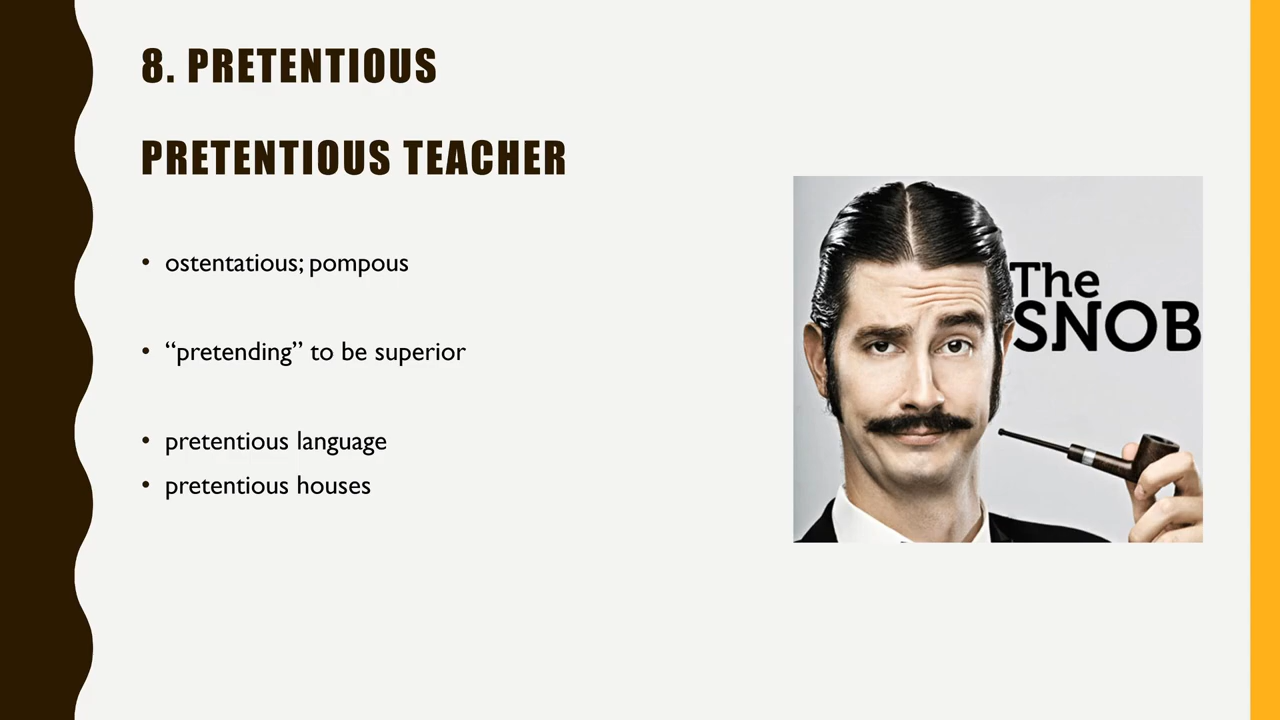 8. PRETENTIOUS
PRETENTIOUS TEACHER
• ostentatious; pompous
• “pretending” to be superior
• pretentious language
• pretentious houses
The
SNOB